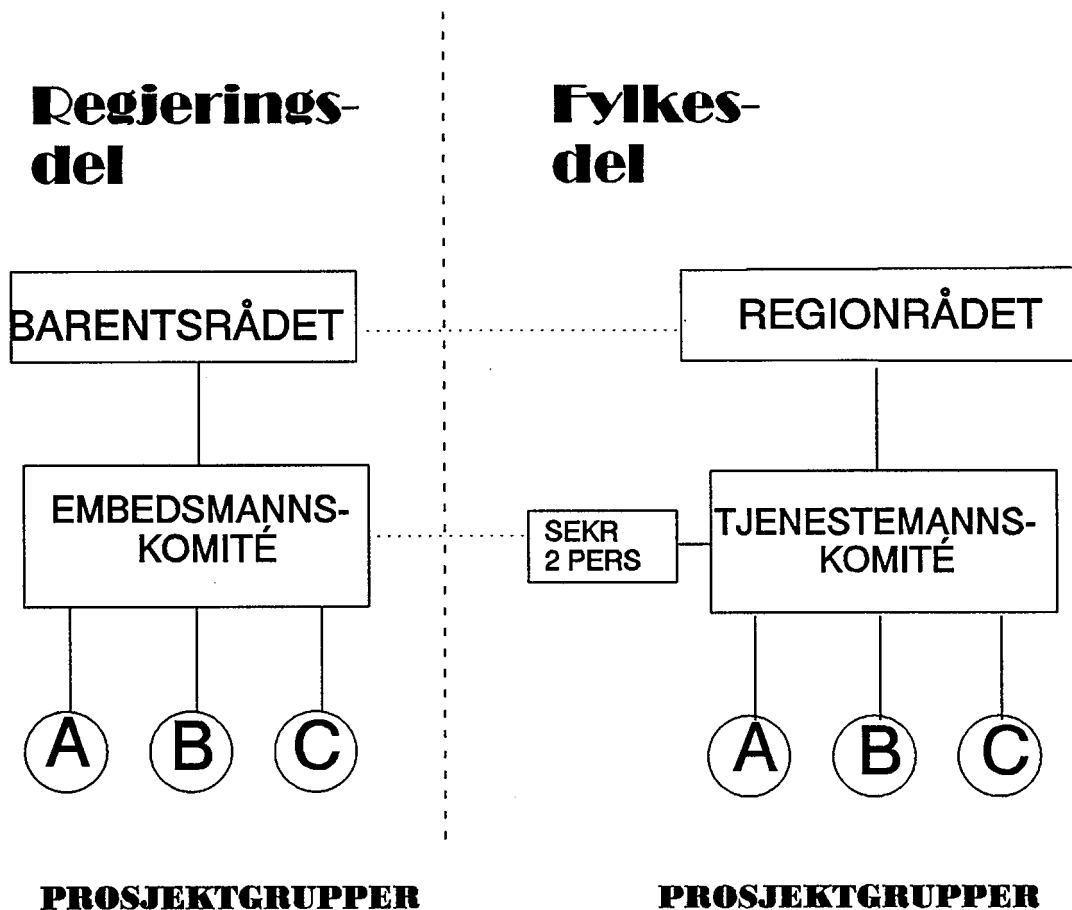 Regjerings-
del
BARENTSRÅDET
EMBEDSMANNS-
KOMITÉ
A
B
C
PROSJEKTGRUPPER
Fylkes-
del
REGIONRÅDET
SEKR
2 PERS
TJENESTEMANNS-
KOMITÉ
A
B
C
PROSJEKTGRUPPER